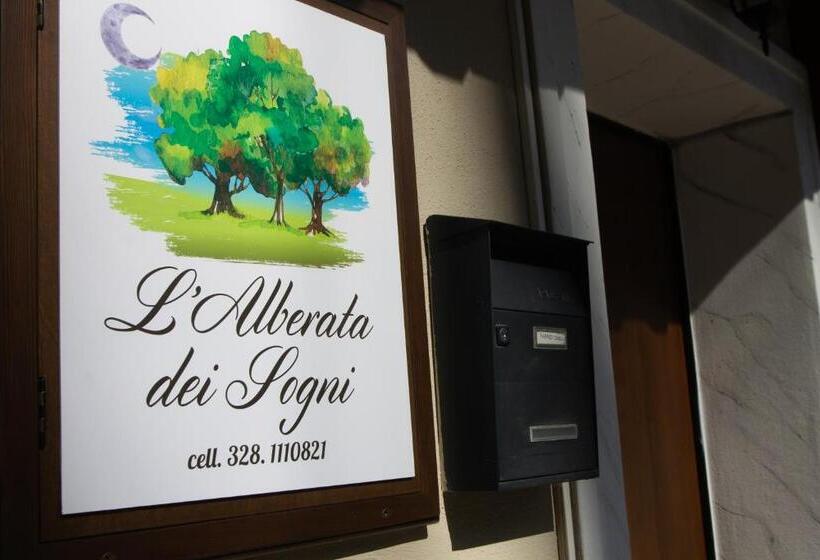 L'Alberata
dei Sogni
cell. 328. 1110821